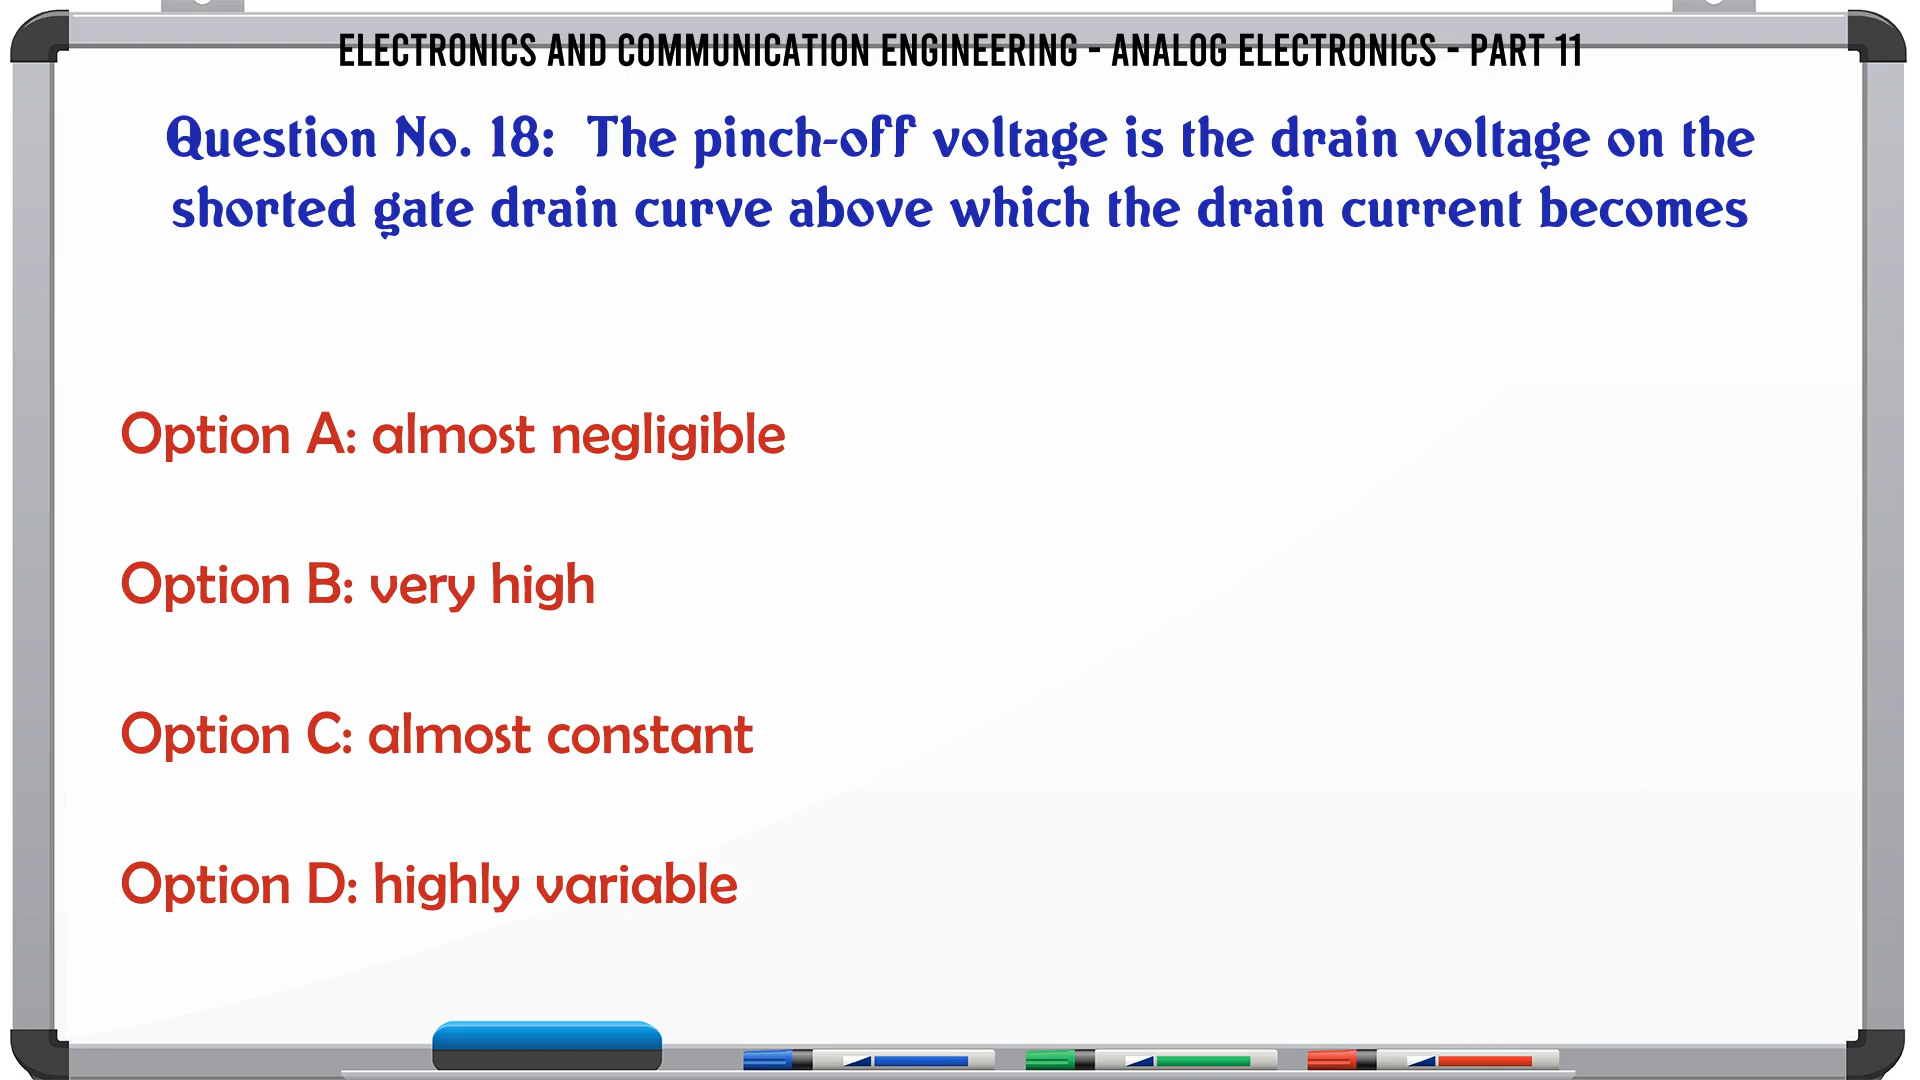 ELECTRONICS AND COMMUNICATION ENGINEERING - ANALOG ELECTRONICS - PART 11
Question No. 18: The pinch-off voltage is the drain voltage on the
shorted gate drain curve above which the drain current becomes
Option A: almost negligible
Option B: very high
Option C: almost constant
Option D: highly variable